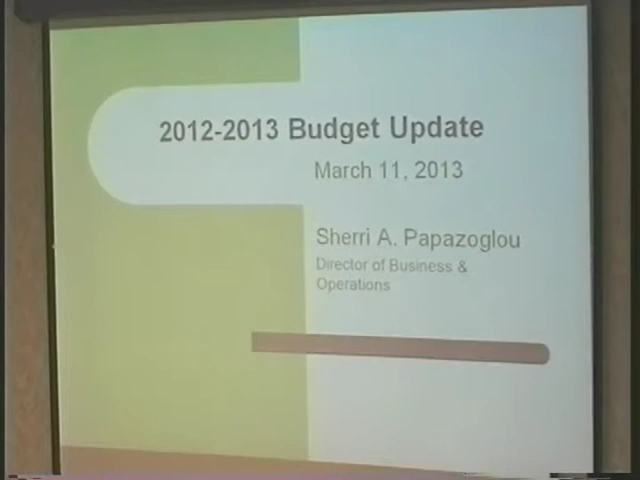 2012-2013 Budget Update
March 11, 2013
Sherri A. Papazoglou
Director of Business &
Operations